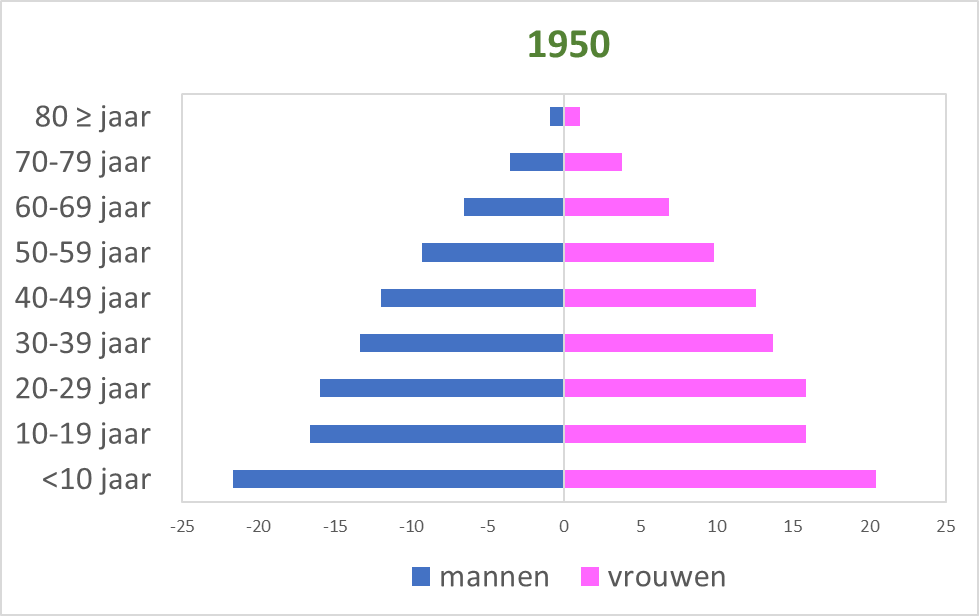 1950
80 ≥ jaar
70-79 jaar
60-69 jaar
50-59 jaar
40-49 jaar
30-39 jaar
20-29 jaar
10-19 jaar
<10 jaar
-25 -20 -15 -10 -5 0 5 10 15 20 25
mannen vrouwen